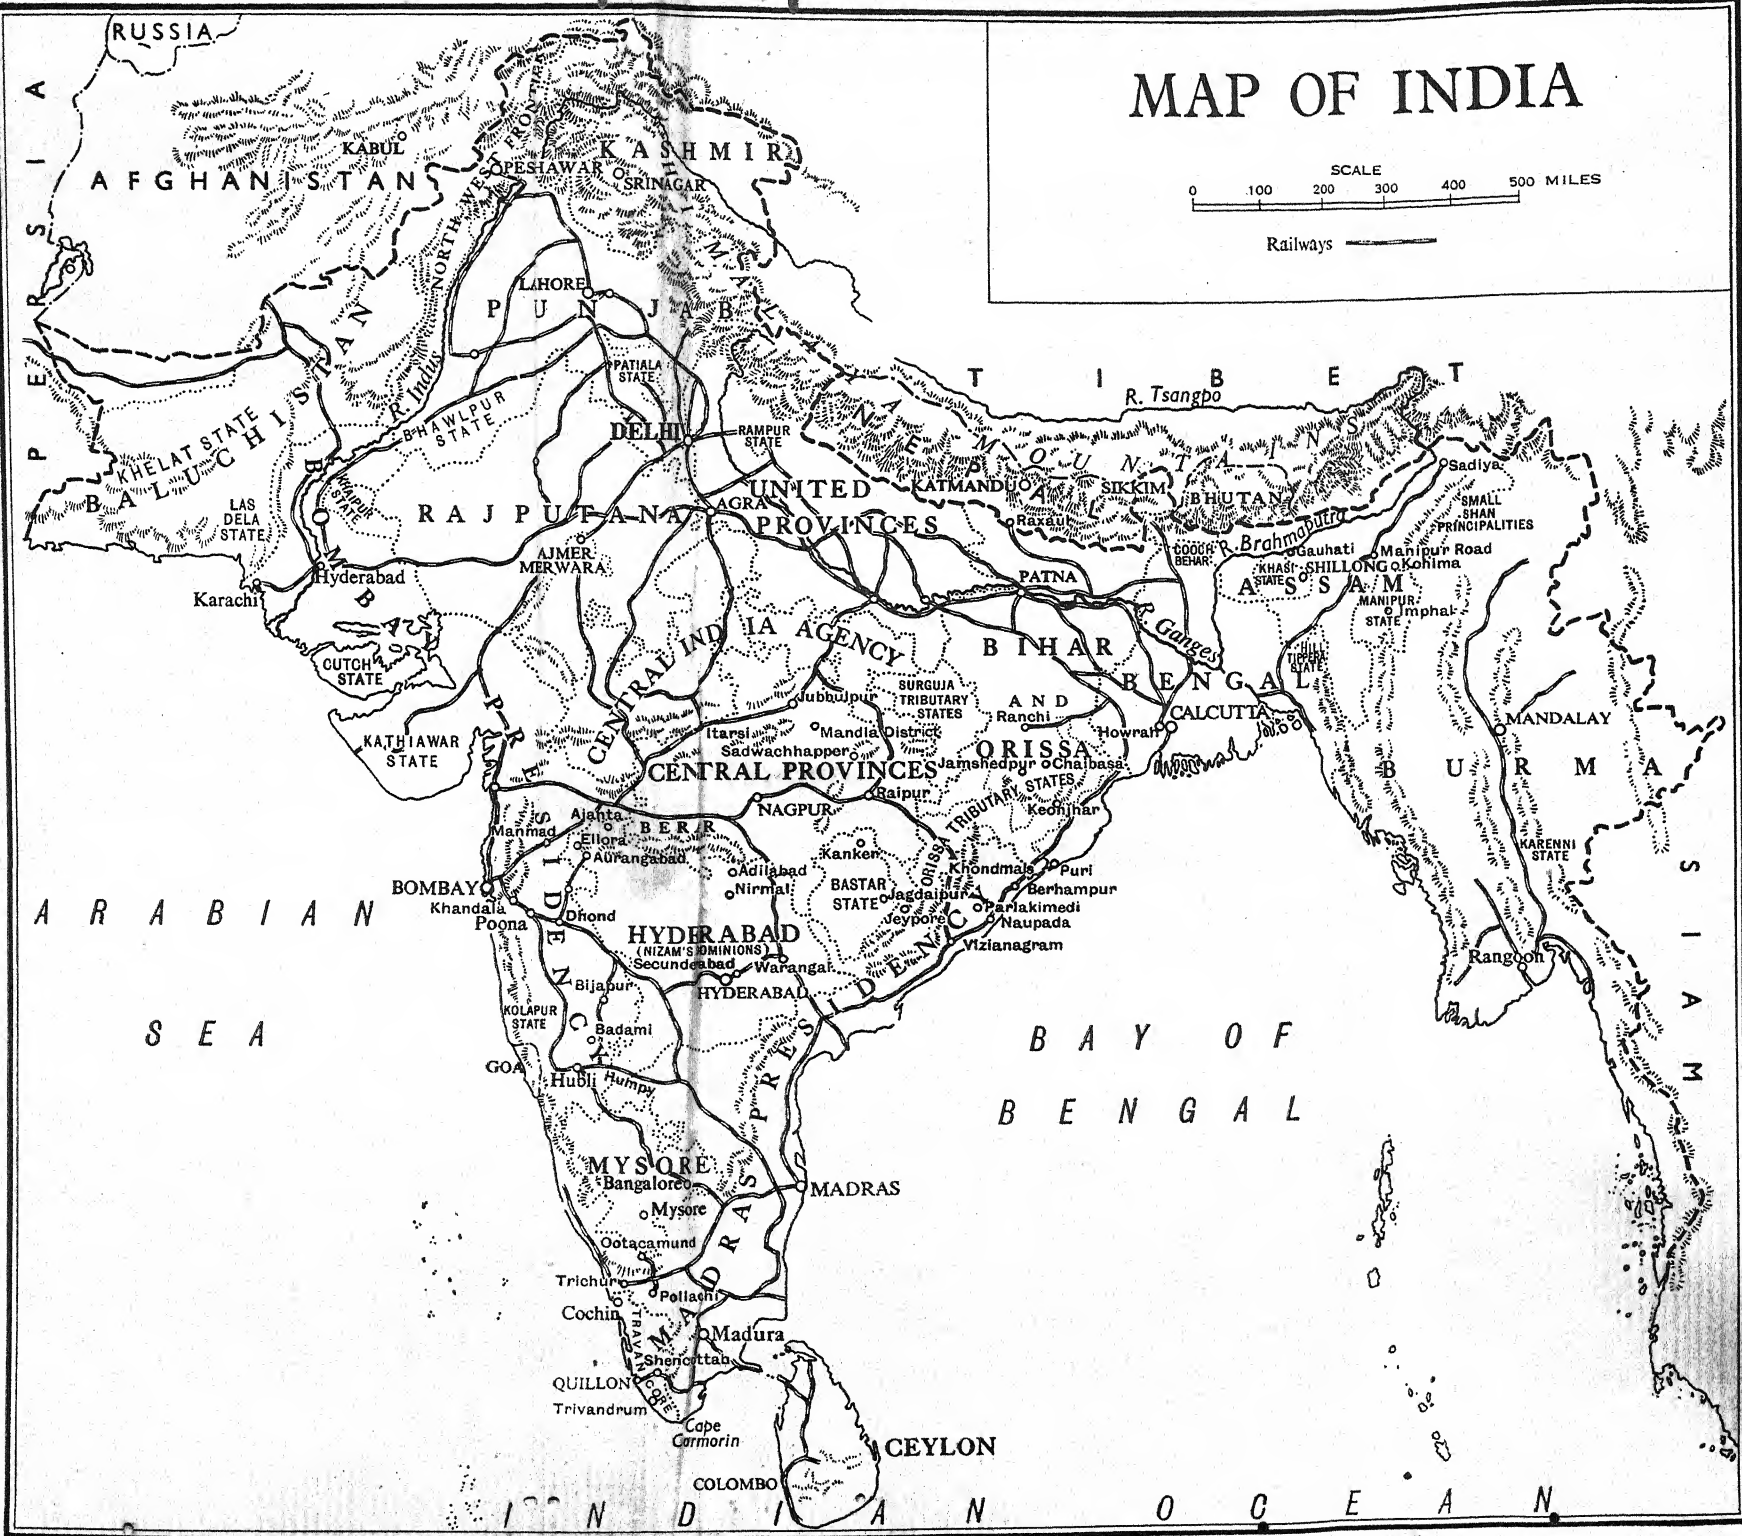 MAP OF INDIA
SCALE
0 100 200 300 400 500 MILES
Railways
RUSSIA
PERSIA
AFGHANISTAN
KABUL
NORTH WEST FRON
PESHAWAR
KASHMIR
SRINAGAR
LAHORE
PUNJAB
PATIALA
STATE
HIMALAYA MOUNTAINS
TIBET
R. Tsangpo
R. Indus
BALUCHISTAN
KHELAT STATE
LAS
DELA
STATE
BHAWLPUR
STATE
KHAIPUR
STATE
DELHI
RAMPUR
STATE
RAJPUTANA
AGRA
UNITED
PROVINCES
NEPAL
KATMANDU
SIKKIM
BHUTAN
Raxaul
R. Brahmaputra
Sadiya
SMALL
SHAN
PRINCIPALITIES
COOCH
BEHAR
Gauhati
Manipur Road
KHASI
STATE
SHILLONG
Kohima
ASSAM
MANIPUR
STATE
Imphal
AJMER
MERWARA
Hyderabad
Karachi
CUTCH
STATE
KATHIAWAR
STATE
BOMBAY PRESIDENCY
CENTRAL INDIA AGENCY
PATNA
BIHAR
AND
ORISSA
R. Ganges
BENGAL
HILL
TIPPERA
STATE
SURGUJA
TRIBUTARY
STATES
Ranchi
Howrah
CALCUTTA
Jubbulpur
Itarsi
Mandla District
Sadwachhapper
CENTRAL PROVINCES
Jamshedpur
Chaibasa
ORISSA TRIBUTARY STATES
Keonjhar
NAGPUR
Raipur
BERAR
Ajanta
Manmad
Ellora
Aurangabad
Adilabad
Nirmal
Kanker
BASTAR
STATE
Jagdalpur
Jeypore
Khondmals
Puri
Berhampur
Parlakimedi
Naupada
Vizianagram
BOMBAY
Khandala
Poona
Dhond
HYDERABAD
(NIZAM'S DOMINIONS)
Secunderabad
Warangal
HYDERABAD
Bijapur
KOLAPUR
STATE
Badami
GOA
Hubli
Humpy
MYSORE
Bangalore
Mysore
MADRAS PRESIDENCY
MADRAS
Ootacamund
Trichur
Pollachi
Cochin
TRAVANCORE
Madura
Shencottah
QUILLON
Trivandrum
Cape
Cormorin
CEYLON
COLOMBO
BURMA
MANDALAY
KARENNI
STATE
Rangoon
SIAM
ARABIAN
SEA
BAY OF
BENGAL
INDIAN OCEAN